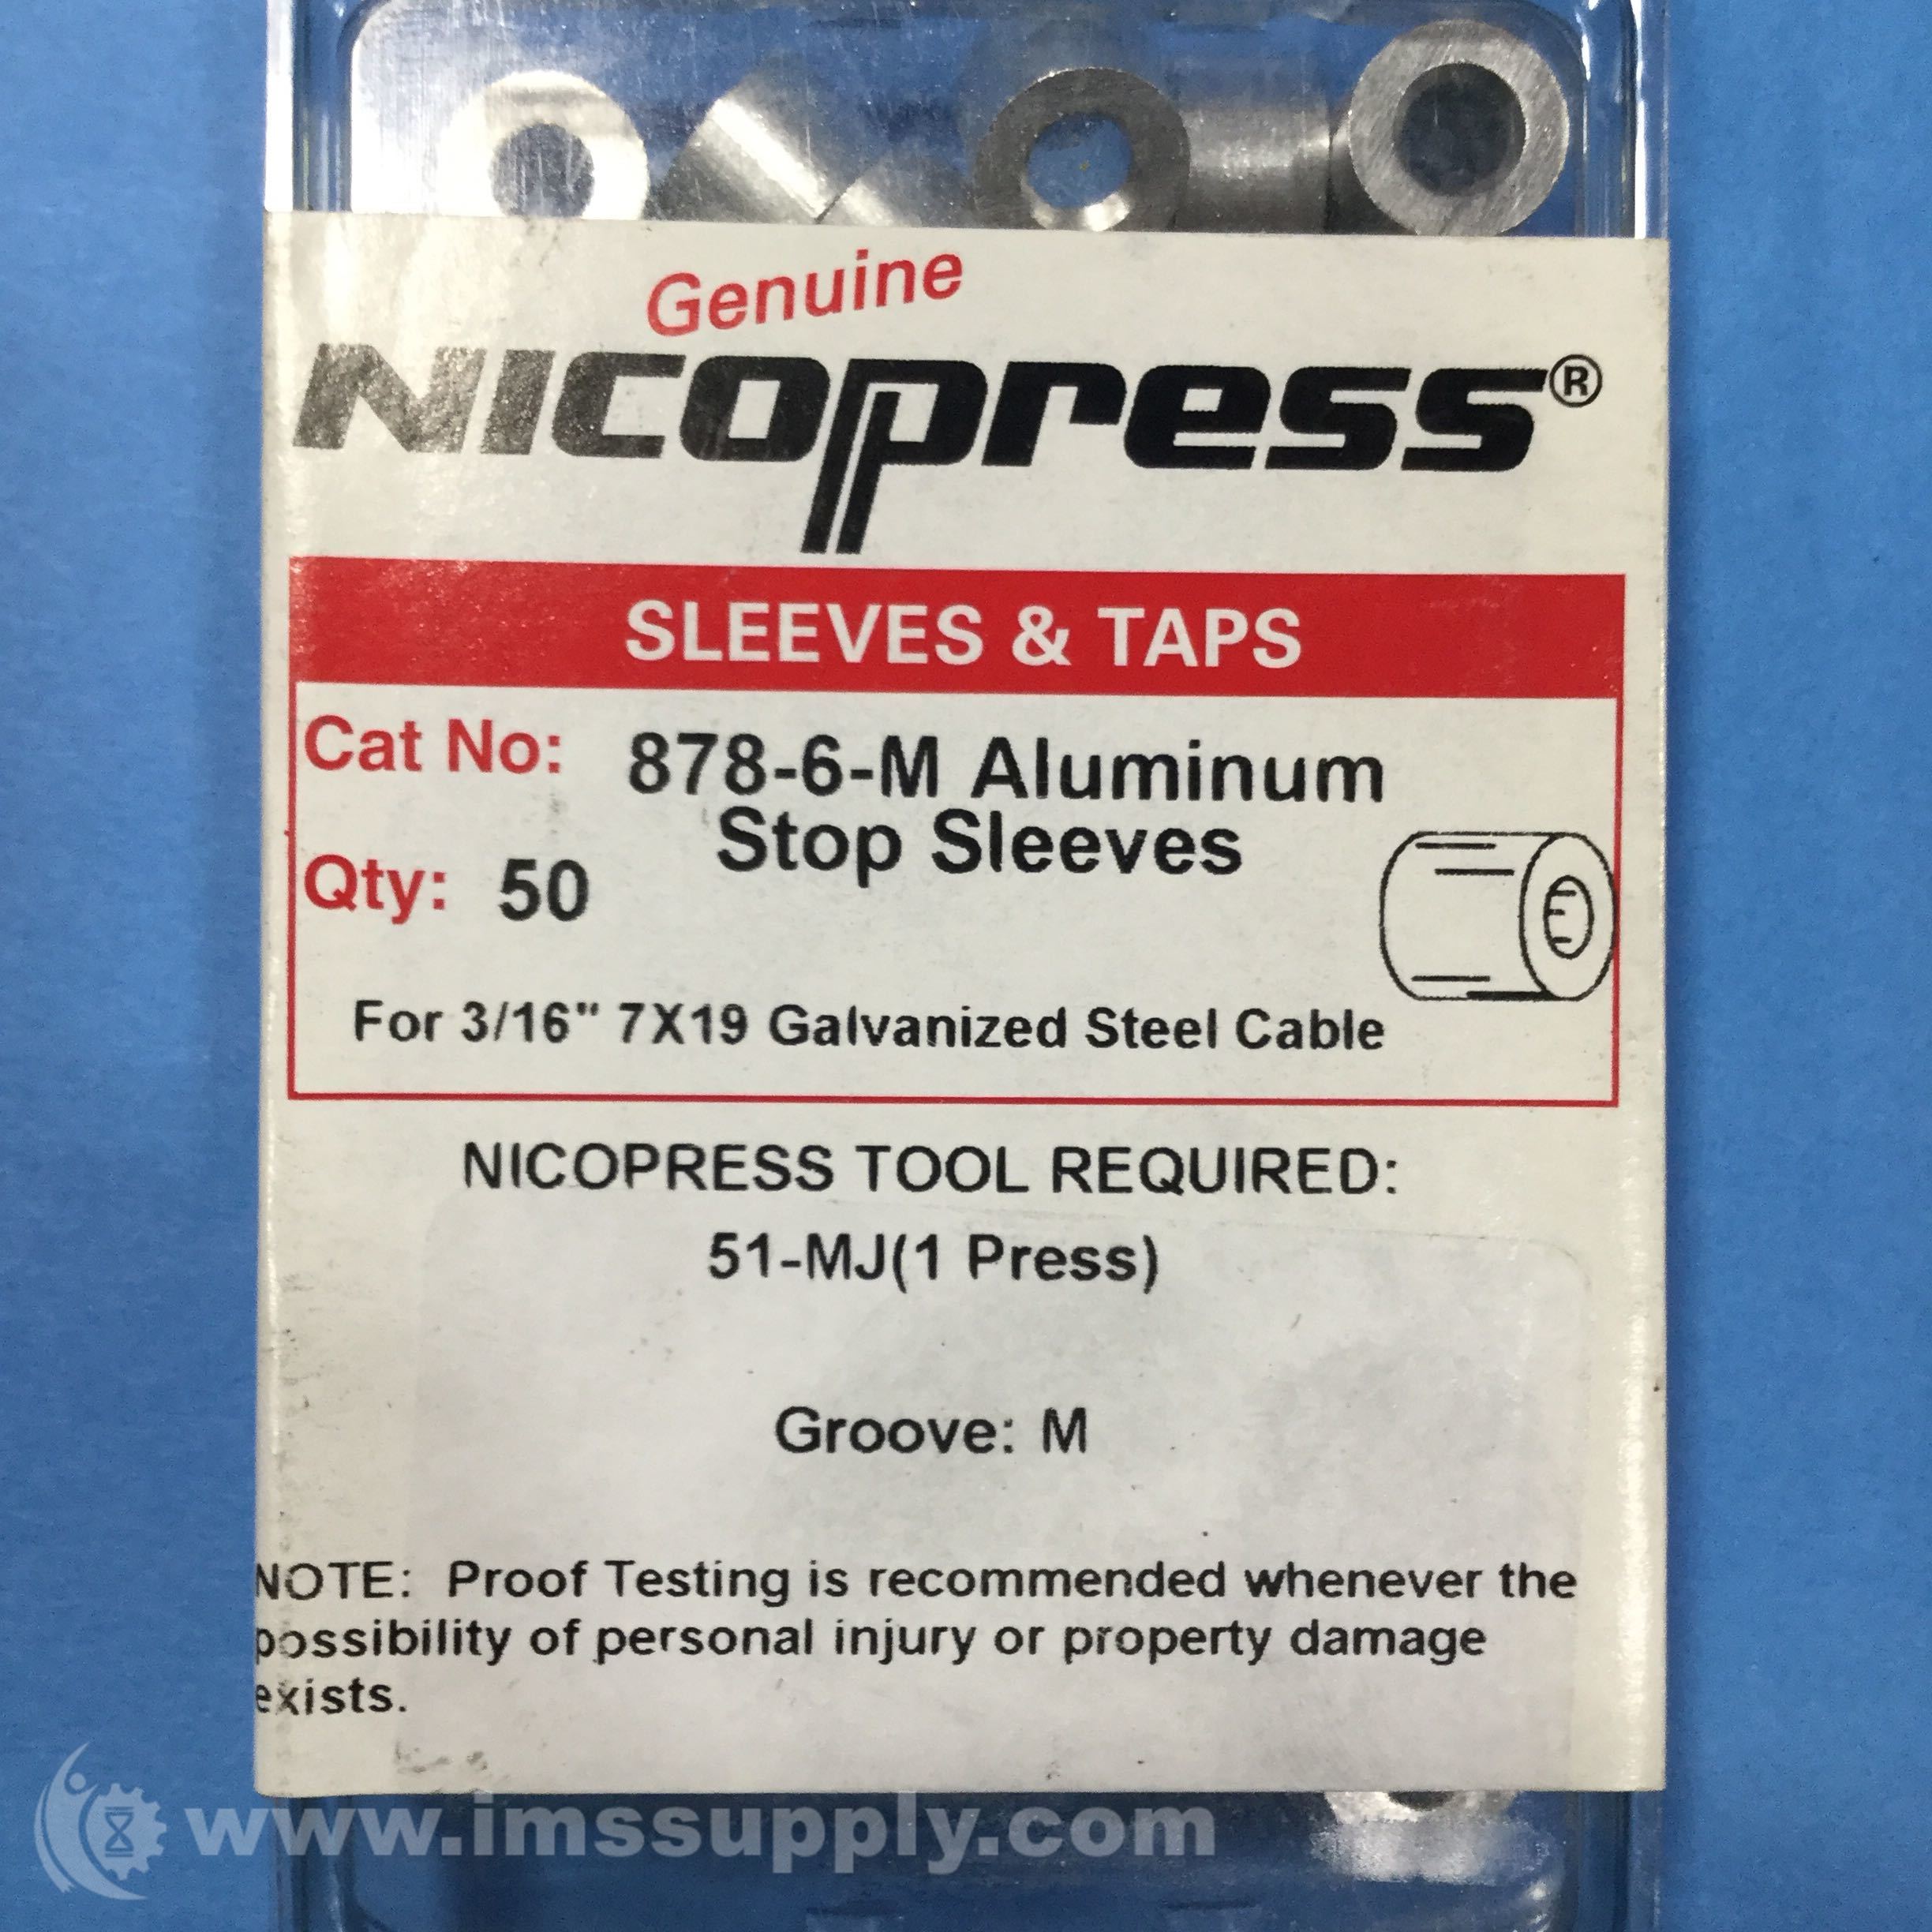 Genuine
NICOpress®
SLEEVES & TAPS
Cat No: 878-6-M Aluminum
Stop Sleeves
Qty: 50
For 3/16" 7X19 Galvanized Steel Cable
NICOPRESS TOOL REQUIRED:
51-MJ(1 Press)
Groove: M
NOTE: Proof Testing is recommended whenever the
possibility of personal injury or property damage
exists.
www.imssupply.com